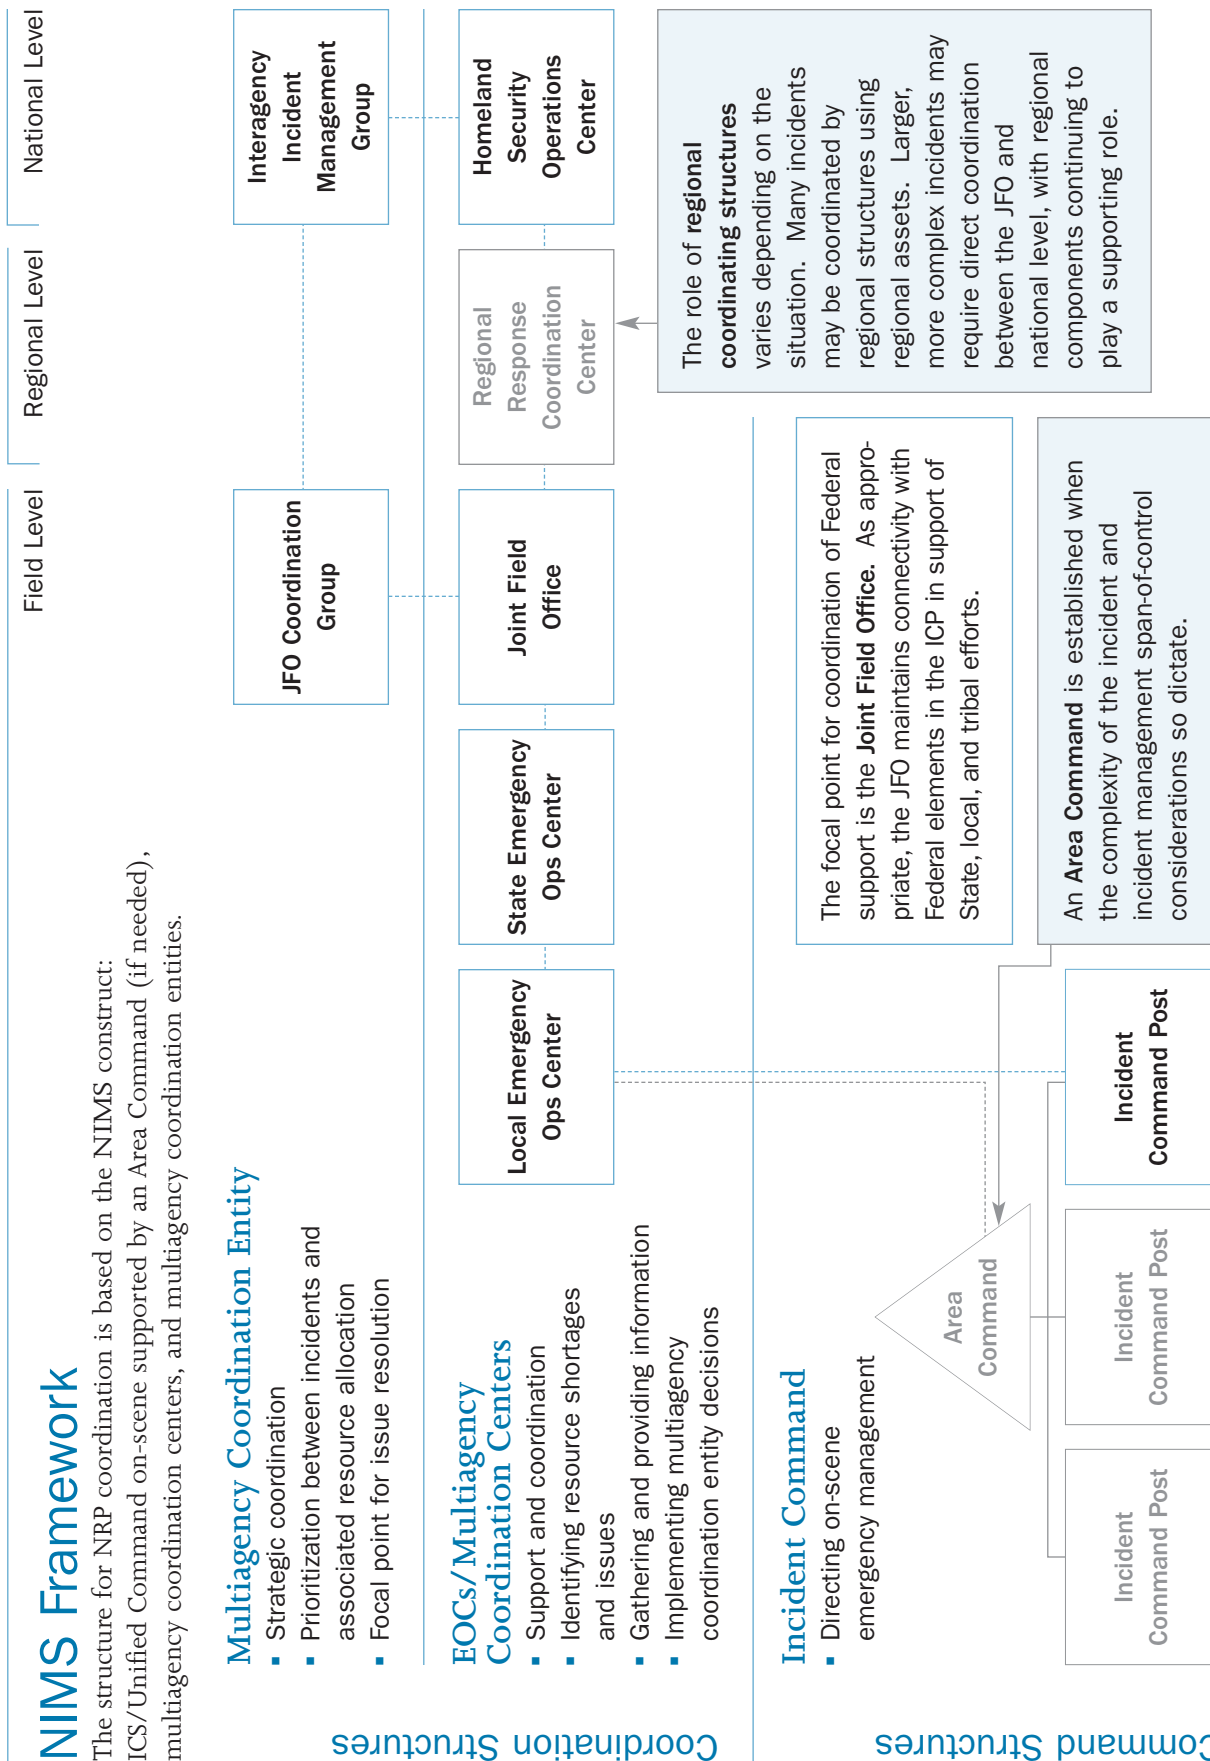 NIMS Framework
The structure for NRP coordination is based on the NIMS construct:
ICS/Unified Command on-scene supported by an Area Command (if needed),
multiagency coordination centers, and multiagency coordination entities.
Field Level
Regional Level
National Level
Coordination Structures
Multiagency Coordination Entity
▪ Strategic coordination
▪ Prioritization between incidents and
associated resource allocation
▪ Focal point for issue resolution
JFO Coordination
Group
Interagency
Incident
Management
Group
EOCs/Multiagency
Coordination Centers
▪ Support and coordination
▪ Identifying resource shortages
and issues
▪ Gathering and providing information
▪ Implementing multiagency
coordination entity decisions
Local Emergency
Ops Center
State Emergency
Ops Center
Joint Field
Office
Regional
Response
Coordination
Center
Homeland
Security
Operations
Center
Command Structures
Incident Command
▪ Directing on-scene
emergency management
Area
Command
Incident
Command Post
Incident
Command Post
Incident
Command Post
The focal point for coordination of Federal
support is the Joint Field Office. As appro-
priate, the JFO maintains connectivity with
Federal elements in the ICP in support of
State, local, and tribal efforts.
An Area Command is established when
the complexity of the incident and
incident management span-of-control
considerations so dictate.
The role of regional
coordinating structures
varies depending on the
situation. Many incidents
may be coordinated by
regional structures using
regional assets. Larger,
more complex incidents may
require direct coordination
between the JFO and
national level, with regional
components continuing to
play a supporting role.